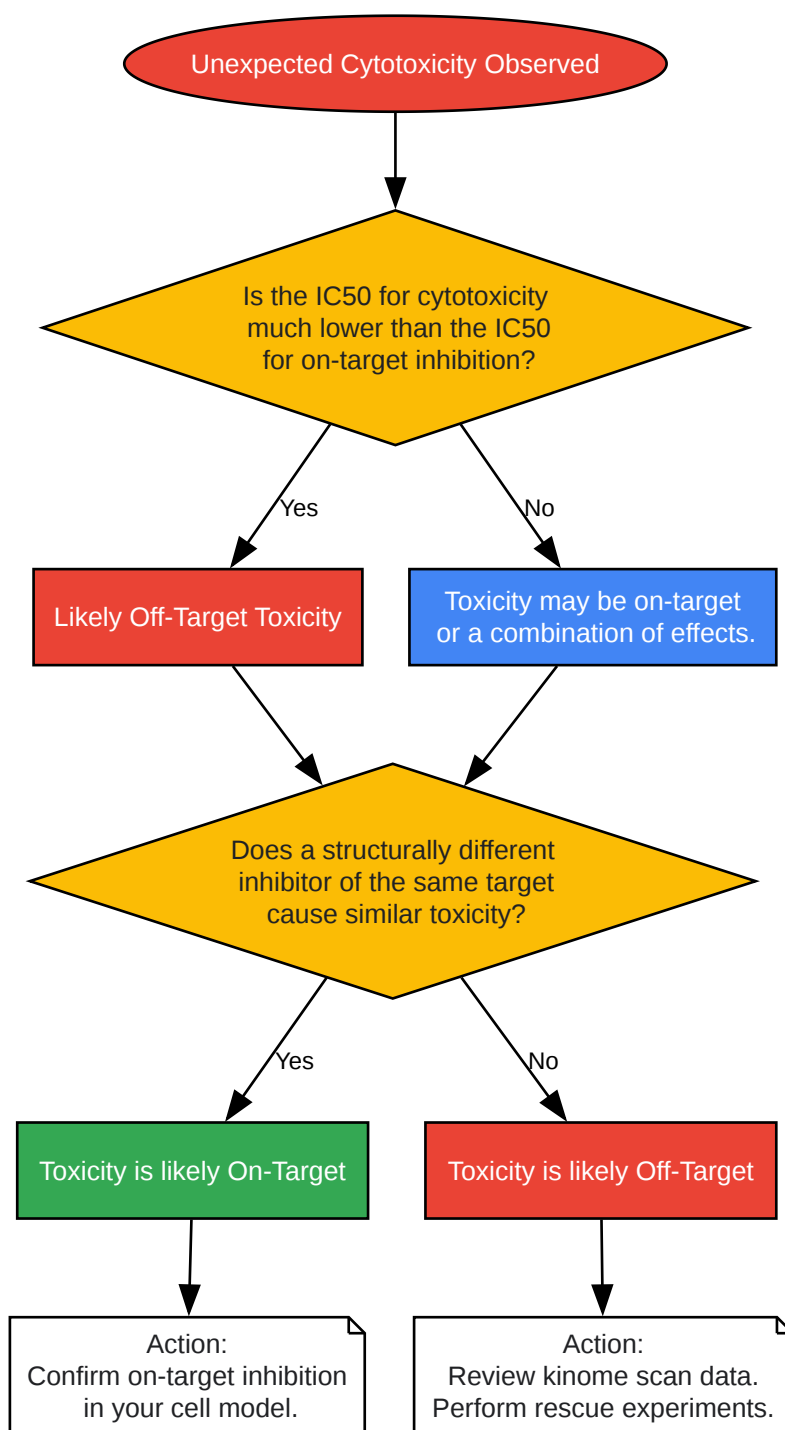 Unexpected Cytotoxicity Observed
Is the IC50 for cytotoxicity
much lower than the IC50
for on-target inhibition?
Yes
No
Likely Off-Target Toxicity
Toxicity may be on-target
or a combination of effects.
Does a structurally different
inhibitor of the same target
cause similar toxicity?
Yes
No
Toxicity is likely On-Target
Toxicity is likely Off-Target
Action:
Confirm on-target inhibition
in your cell model.
Action:
Review kinome scan data.
Perform rescue experiments.